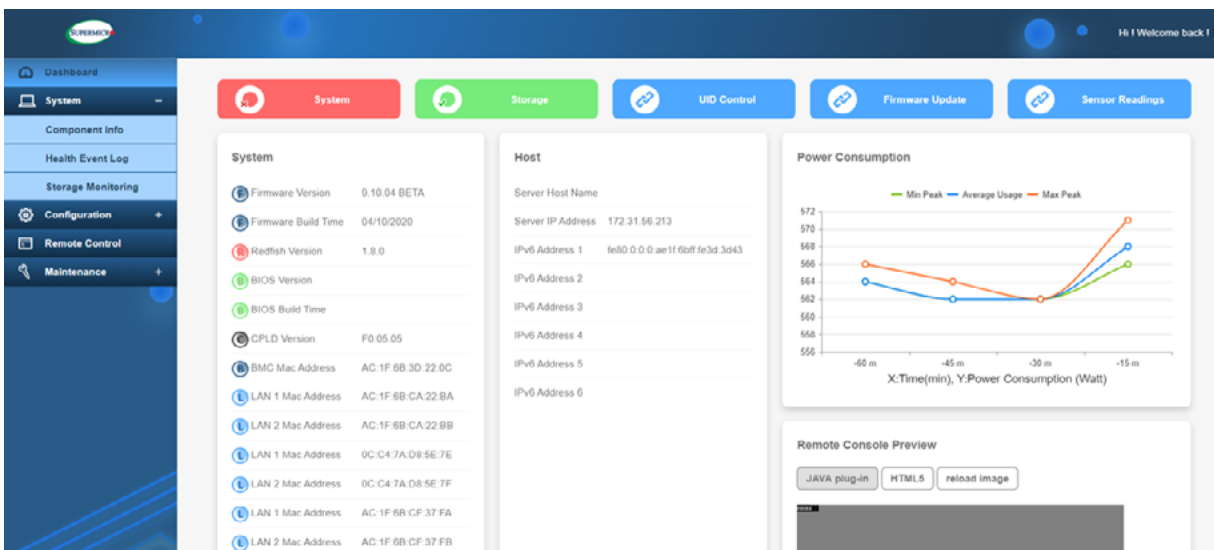 SUPERMICR
Hi ! Welcome back !
Dashboard
System −
Component Info
Health Event Log
Storage Monitoring
Configuration +
Remote Control
Maintenance +
System
Storage
UID Control
Firmware Update
Sensor Readings
System
Firmware Version 0.10.04 BETA
Firmware Build Time 04/10/2020
Redfish Version 1.8.0
BIOS Version
BIOS Build Time
CPLD Version F0.05.05
BMC Mac Address AC:1F:6B:3D:22:0C
LAN 1 Mac Address AC:1F:6B:CA:22:BA
LAN 2 Mac Address AC:1F:6B:CA:22:BB
LAN 1 Mac Address 0C:C4:7A:D8:5E:7E
LAN 2 Mac Address 0C:C4:7A:D8:5E:7F
LAN 1 Mac Address AC:1F:6B:CF:37:FA
LAN 2 Mac Address AC:1F:6B:CF:37:FB
Host
Server Host Name
Server IP Address 172.31.56.213
IPv6 Address 1 fe80:0:0:0:ae1f:6bff:fe3d:3d43
IPv6 Address 2
IPv6 Address 3
IPv6 Address 4
IPv6 Address 5
IPv6 Address 6
Power Consumption
Min Peak Average Usage Max Peak
572
570
568
566
564
562
560
558
556
-60 m -45 m -30 m -15 m
X:Time(min), Y:Power Consumption (Watt)
Remote Console Preview
JAVA plug-in HTML5 reload image